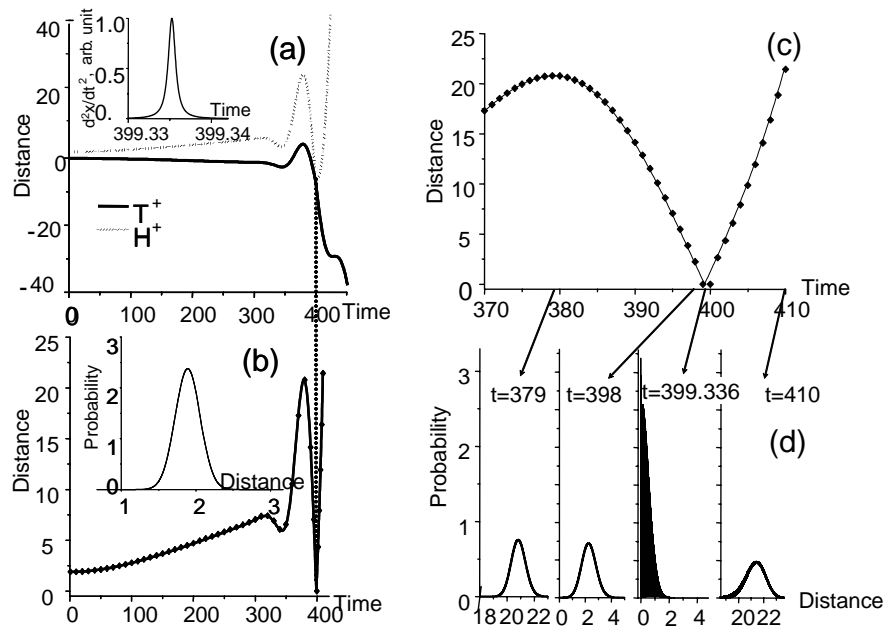 (a)
d²x/dt², arb. unit
1.0
0.5
0.
Time
399.33 399.34
Distance
40
20
0
-20
-40
T⁺
H⁺
0 100 200 300 400 Time
(b)
Distance
25
20
15
10
5
0
Probability
3
2
1
0
Distance
1 2 3
0 100 200 300 400 Time
(c)
Distance
25
20
15
10
5
0
Time
370 380 390 400 410
t=379 t=398 t=399.336 t=410
(d)
Probability
3
2
1
0
18 20 22 0 2 4 0 2 4 20 22 Distance